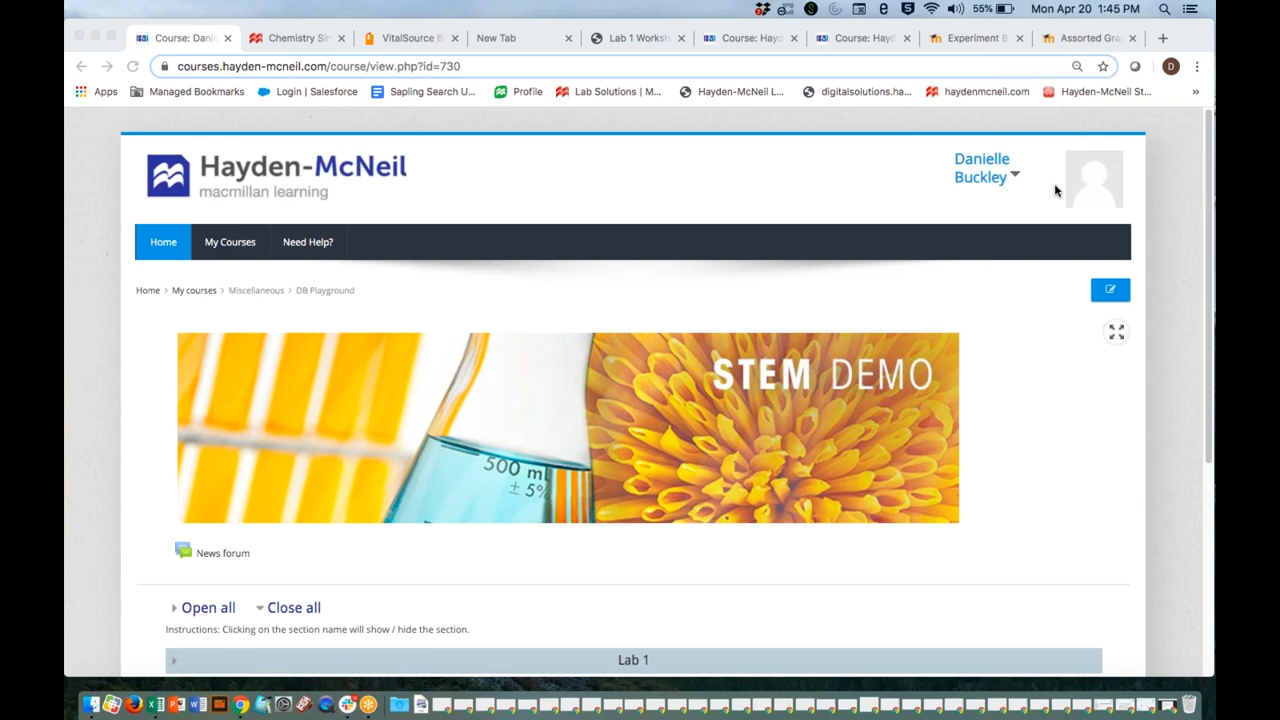 55% Mon Apr 20 1:45 PM
Course: Dani Chemistry Sin VitalSource B New Tab Lab 1 Worksh Course: Hayd Course: Hayd Experiment B Assorted Gra
courses.hayden-mcneil.com/course/view.php?id=730 D
Apps Managed Bookmarks Login | Salesforce Sapling Search U... Profile Lab Solutions | M... Hayden-McNeil L... digitalsolutions.ha... haydenmcneil.com Hayden-McNeil St... »
Hayden-McNeil
macmillan learning
Danielle
Buckley
Home My Courses Need Help?
Home > My courses > Miscellaneous > DB Playground
STEM DEMO
500 mL
± 5%
News forum
Open all Close all
Instructions: Clicking on the section name will show / hide the section.
Lab 1